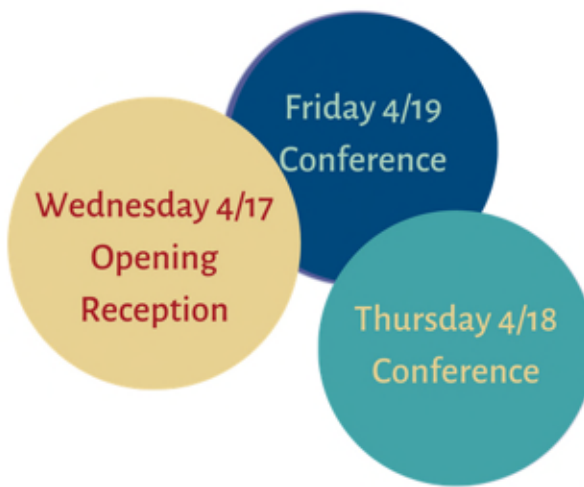 Friday 4/19
Conference
Wednesday 4/17
Opening
Reception
Thursday 4/18
Conference